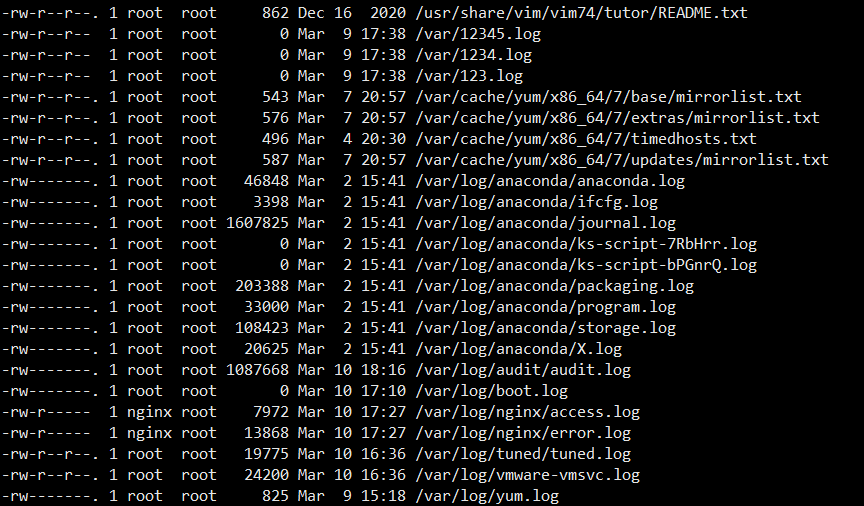 -rw-r--r--. 1 root  root     862 Dec 16  2020 /usr/share/vim/vim74/tutor/README.txt
-rw-r--r--  1 root  root       0 Mar  9 17:38 /var/12345.log
-rw-r--r--  1 root  root       0 Mar  9 17:38 /var/1234.log
-rw-r--r--  1 root  root       0 Mar  9 17:38 /var/123.log
-rw-r--r--. 1 root  root     543 Mar  7 20:57 /var/cache/yum/x86_64/7/base/mirrorlist.txt
-rw-r--r--. 1 root  root     576 Mar  7 20:57 /var/cache/yum/x86_64/7/extras/mirrorlist.txt
-rw-r--r--. 1 root  root     496 Mar  4 20:30 /var/cache/yum/x86_64/7/timedhosts.txt
-rw-r--r--. 1 root  root     587 Mar  7 20:57 /var/cache/yum/x86_64/7/updates/mirrorlist.txt
-rw-------. 1 root  root   46848 Mar  2 15:41 /var/log/anaconda/anaconda.log
-rw-------. 1 root  root    3398 Mar  2 15:41 /var/log/anaconda/ifcfg.log
-rw-------. 1 root  root 1607825 Mar  2 15:41 /var/log/anaconda/journal.log
-rw-------. 1 root  root       0 Mar  2 15:41 /var/log/anaconda/ks-script-7RbHrr.log
-rw-------. 1 root  root       0 Mar  2 15:41 /var/log/anaconda/ks-script-bPGnrQ.log
-rw-------. 1 root  root  203388 Mar  2 15:41 /var/log/anaconda/packaging.log
-rw-------. 1 root  root   33000 Mar  2 15:41 /var/log/anaconda/program.log
-rw-------. 1 root  root  108423 Mar  2 15:41 /var/log/anaconda/storage.log
-rw-------. 1 root  root   20625 Mar  2 15:41 /var/log/anaconda/X.log
-rw-------. 1 root  root 1087668 Mar 10 18:16 /var/log/audit/audit.log
-rw-------. 1 root  root       0 Mar 10 17:10 /var/log/boot.log
-rw-r-----  1 nginx root    7972 Mar 10 17:27 /var/log/nginx/access.log
-rw-r-----  1 nginx root   13868 Mar 10 17:27 /var/log/nginx/error.log
-rw-r--r--. 1 root  root   19775 Mar 10 16:36 /var/log/tuned/tuned.log
-rw-------. 1 root  root   24200 Mar 10 16:36 /var/log/vmware-vmsvc.log
-rw-------. 1 root  root     825 Mar  9 15:18 /var/log/yum.log